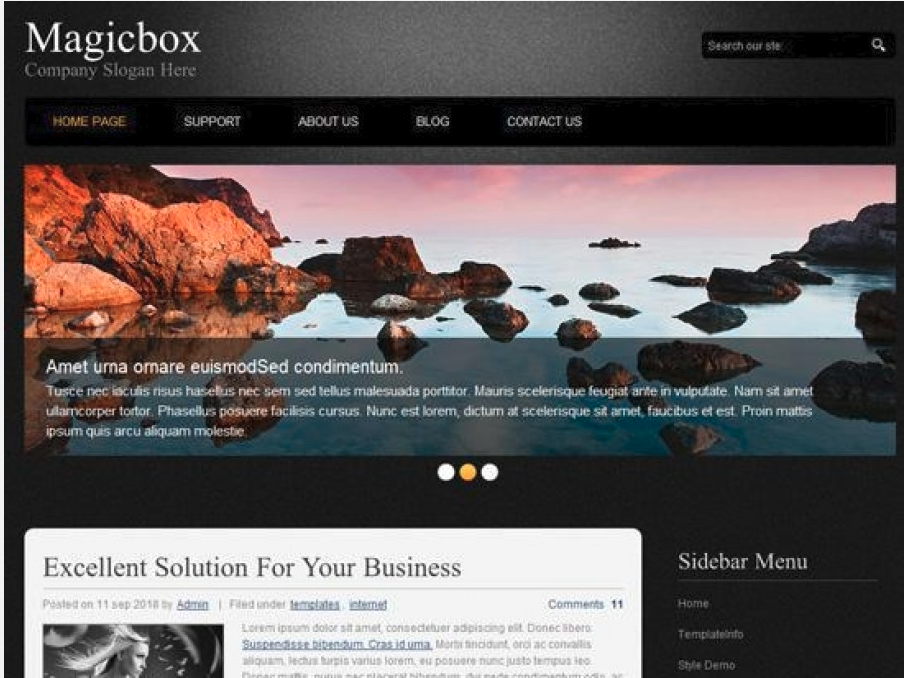 Magicbox
Company Slogan Here
Search our site:
HOME PAGE SUPPORT ABOUT US BLOG CONTACT US
Amet urna ornare euismodSed condimentum.
Tusce nec iaculis risus hasellus nec sem sed tellus malesuada porttitor. Mauris scelerisque feugiat ante in vulputate. Nam sit amet
ullamcorper tortor. Phasellus posuere facilisis cursus. Nunc est lorem, dictum at scelerisque sit amet, faucibus et est. Proin mattis
ipsum quis arcu aliquam molestie.
Excellent Solution For Your Business
Posted on 11 sep 2018 by Admin | Filed under templates, internet
Comments 11
Lorem ipsum dolor sit amet, consectetuer adipiscing elit. Donec libero.
Suspendisse bibendum. Cras id urna. Morbi tincidunt, orci ac convallis
aliquam, lectus turpis varius lorem, eu posuere nunc justo tempus leo.
Donec mattis, purus nec placerat bibendum, dui pede condimentum odio, ac
Sidebar Menu
Home
TemplateInfo
Style Demo